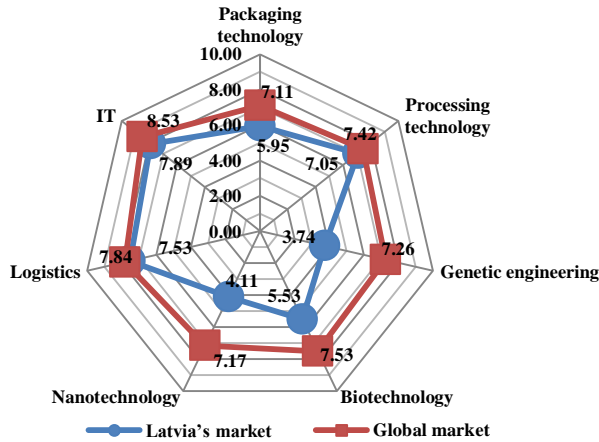 Packaging
technology
10.00
8.00
7.11
6.00
5.95
4.00
2.00
0.00
IT
8.53
7.89
Processing
technology
7.42
7.05
3.74
7.26
Genetic engineering
7.53
7.84
Logistics
4.11
5.53
7.17
7.53
Nanotechnology
Biotechnology
Latvia's market
Global market